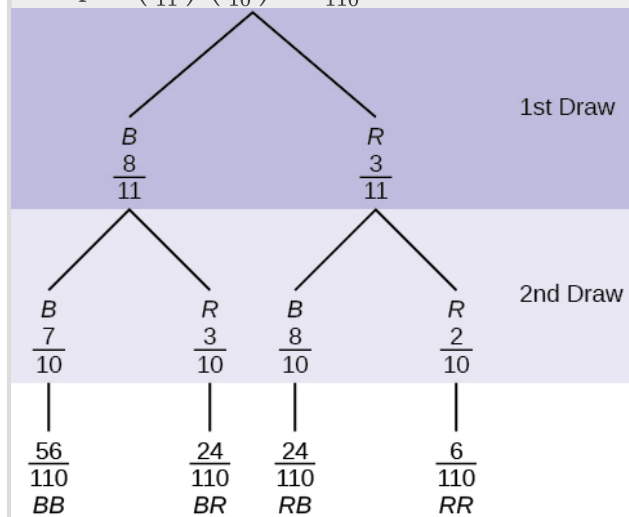 1st Draw
B R
8/11 3/11
B R B R
2nd Draw
7/10 3/10 8/10 2/10
56/110 24/110 24/110 6/110
BB BR RB RR